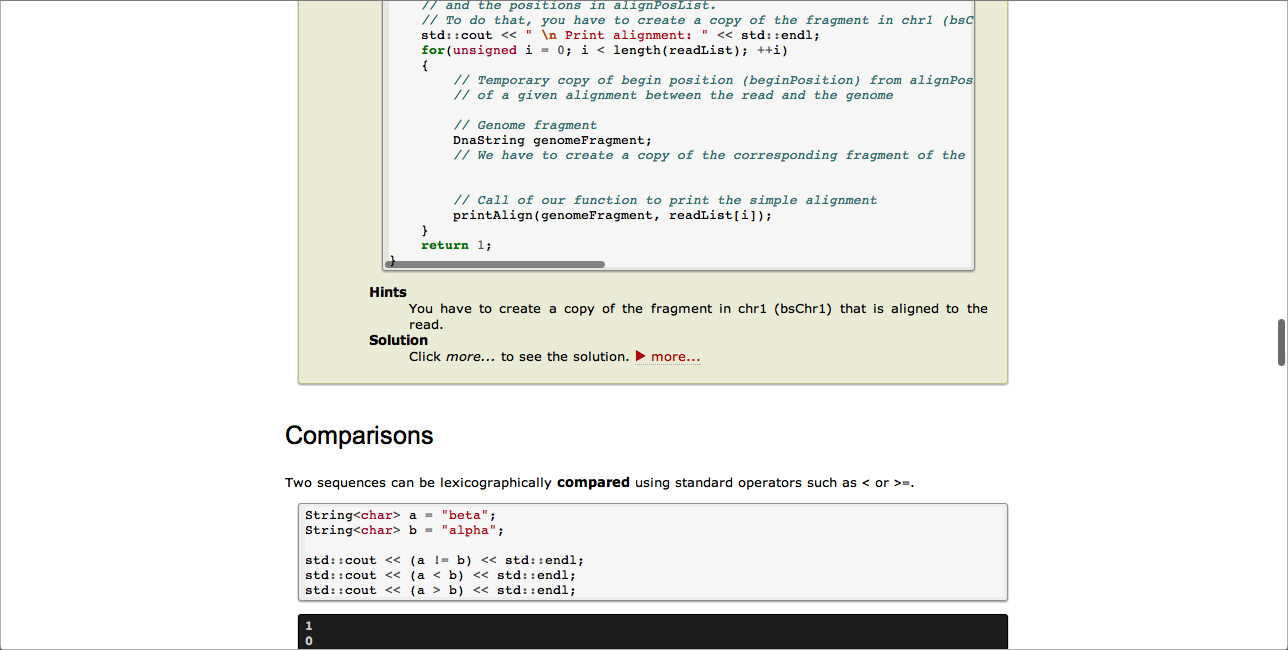 // and the positions in alignPosList.
// To do that, you have to create a copy of the fragment in chr1 (bsC
std::cout << " \n Print alignment: " << std::endl;
for(unsigned i = 0; i < length(readList); ++i)
{
// Temporary copy of begin position (beginPosition) from alignPos
// of a given alignment between the read and the genome
// Genome fragment
DnaString genomeFragment;
// We have to create a copy of the corresponding fragment of the
// Call of our function to print the simple alignment
printAlign(genomeFragment, readList[i]);
}
return 1;
}
Hints
You have to create a copy of the fragment in chr1 (bsChr1) that is aligned to the
read.
Solution
Click more... to see the solution. ▶ more...
Comparisons
Two sequences can be lexicographically compared using standard operators such as < or >=.
String<char> a = "beta";
String<char> b = "alpha";
std::cout << (a != b) << std::endl;
std::cout << (a < b) << std::endl;
std::cout << (a > b) << std::endl;
1
0